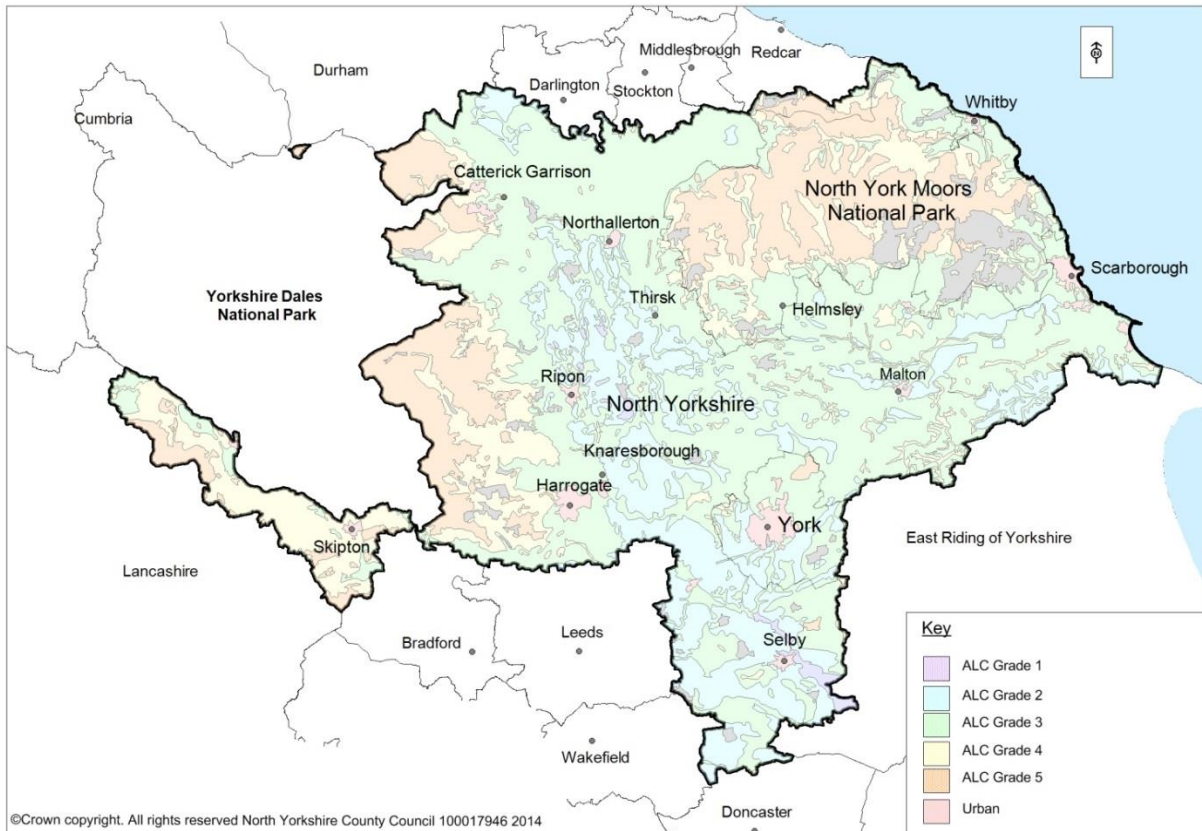 Middlesbrough
Redcar
Durham
Darlington
Stockton
Cumbria
Whitby
Catterick Garrison
North York Moors
National Park
Northallerton
Scarborough
Yorkshire Dales
National Park
Thirsk
Helmsley
Ripon
North Yorkshire
Malton
Knaresborough
Harrogate
York
Skipton
East Riding of Yorkshire
Lancashire
Bradford
Leeds
Selby
Wakefield
Doncaster
Key
ALC Grade 1
ALC Grade 2
ALC Grade 3
ALC Grade 4
ALC Grade 5
Urban
©Crown copyright. All rights reserved North Yorkshire County Council 100017946 2014